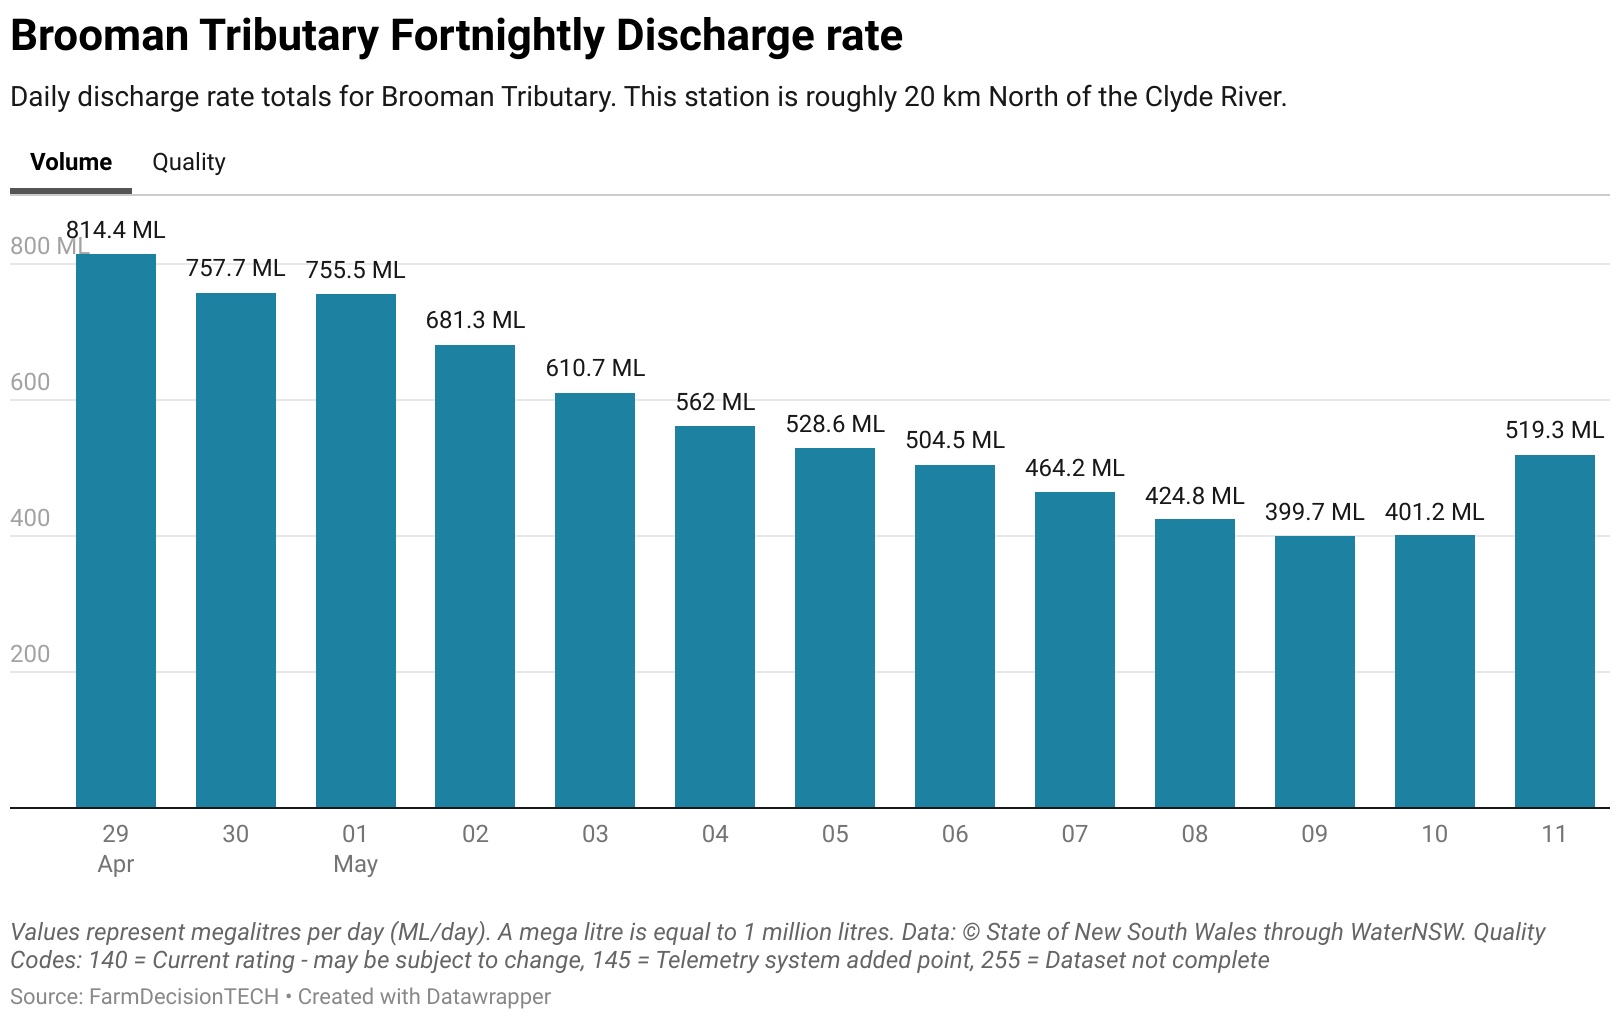 Brooman Tributary Fortnightly Discharge rate
Daily discharge rate totals for Brooman Tributary. This station is roughly 20 km North of the Clyde River.
Volume Quality
814.4 ML
800 ML
757.7 ML 755.5 ML
681.3 ML
610.7 ML
600
562 ML
528.6 ML
504.5 ML
519.3 ML
464.2 ML
424.8 ML
399.7 ML 401.2 ML
400
200
29 30 01 02 03 04 05 06 07 08 09 10 11
Apr May
Values represent megalitres per day (ML/day). A mega litre is equal to 1 million litres. Data: © State of New South Wales through WaterNSW. Quality
Codes: 140 = Current rating - may be subject to change, 145 = Telemetry system added point, 255 = Dataset not complete
Source: FarmDecisionTECH • Created with Datawrapper